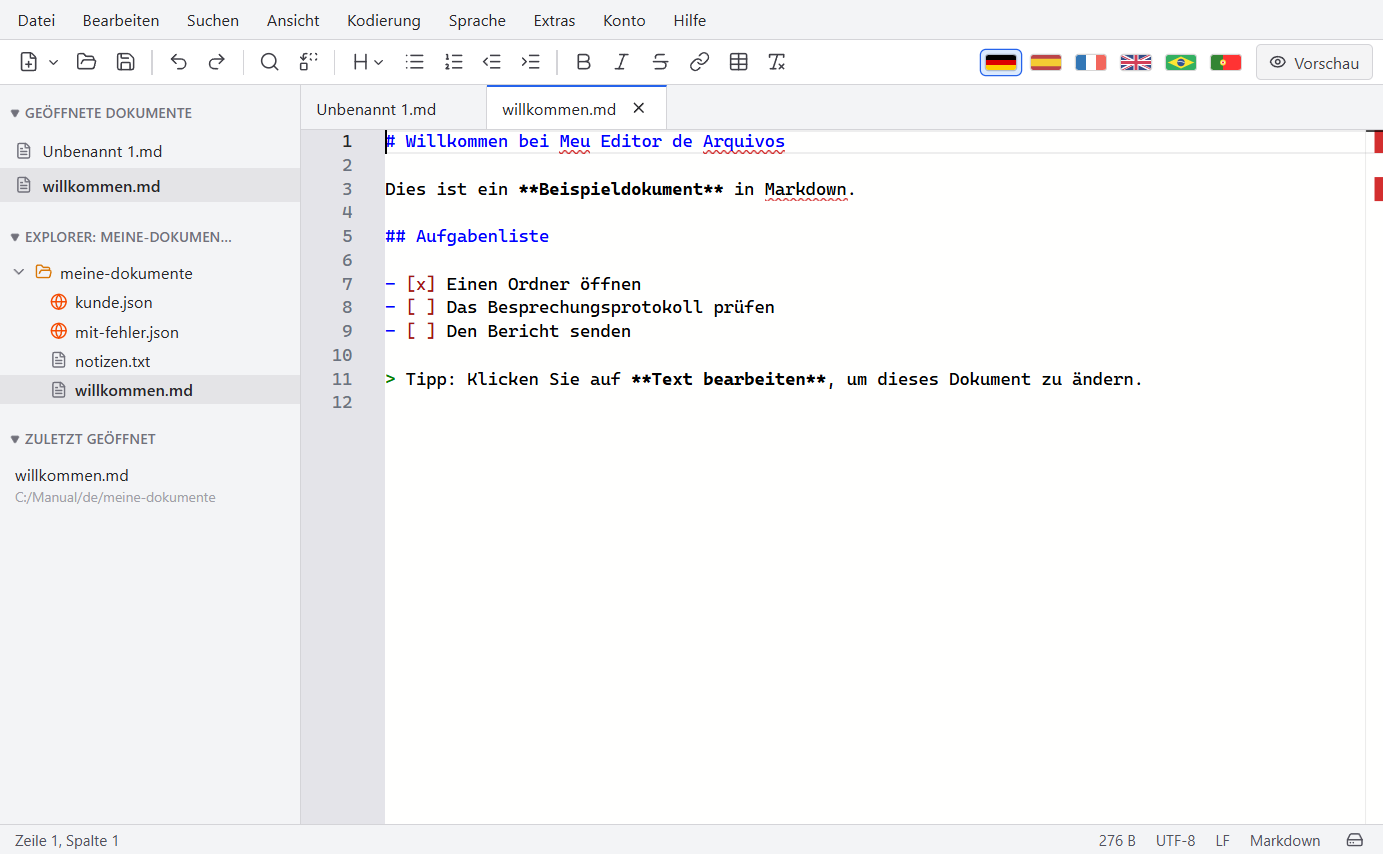 Datei Bearbeiten Suchen Ansicht Kodierung Sprache Extras Konto Hilfe
Vorschau
GEÖFFNETE DOKUMENTE
Unbenannt 1.md
willkommen.md
EXPLORER: MEINE-DOKUMEN...
meine-dokumente
kunde.json
mit-fehler.json
notizen.txt
willkommen.md
ZULETZT GEÖFFNET
willkommen.md
C:/Manual/de/meine-dokumente
Unbenannt 1.md willkommen.md
1 # Willkommen bei Meu Editor de Arquivos
2
3 Dies ist ein **Beispieldokument** in Markdown.
4
5 ## Aufgabenliste
6
7 - [x] Einen Ordner öffnen
8 - [ ] Das Besprechungsprotokoll prüfen
9 - [ ] Den Bericht senden
10
11 > Tipp: Klicken Sie auf **Text bearbeiten**, um dieses Dokument zu ändern.
12
Zeile 1, Spalte 1 276 B UTF-8 LF Markdown